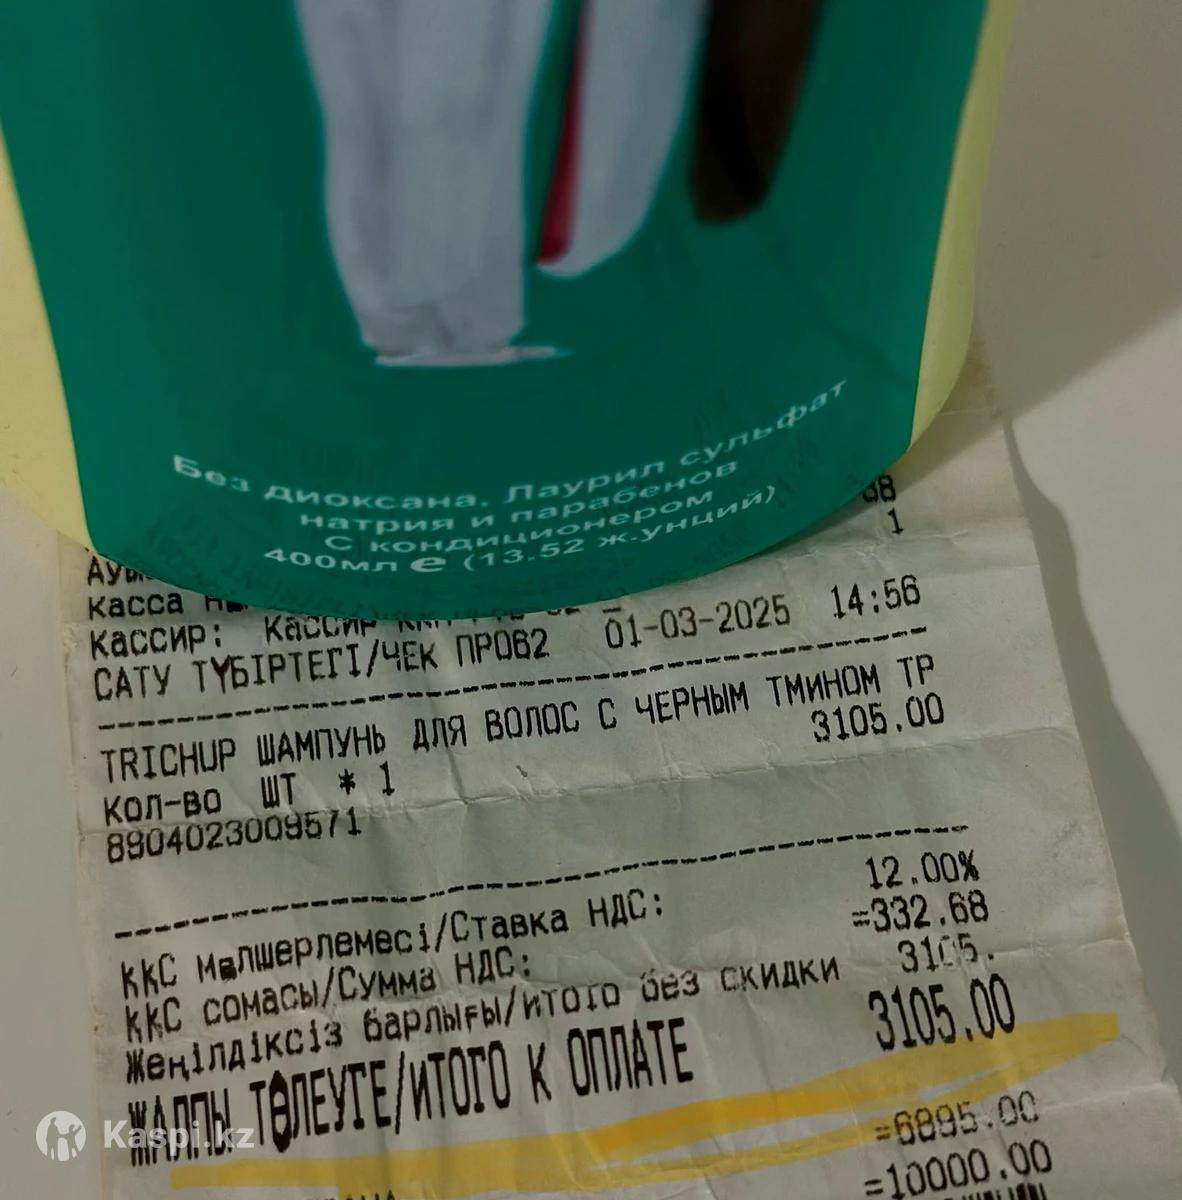 Без диоксана, Лаурил сульфат
натрия и парабенов
С кондиционером
400мл e (13.52 ж.унций)
1
касса
кассир: кассир ккм
САТУ ТҮБІРТЕГІ/ЧЕК ПРО62 01-03-2025 14:56
TRICHUP ШАМПУНЬ ДЛЯ ВОЛОС С ЧЕРНЫМ ТМИНОМ ТР
3105.00
кол-во ШТ * 1
8904023009571
ҚҚС мөлшерлемесі/Ставка НДС: 12.00%
ҚҚС сомасы/Сумма НДС: =332.68
Жеңілдіксіз барлығы/итого без скидки 3105.
ЖАЛПЫ ТӨЛЕУГЕ/ИТОГО К ОПЛАТЕ 3105.00
=6895.00
=10000.00
Kaspi.kz